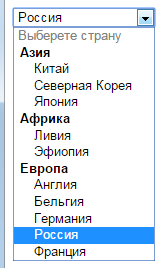 Россия
Выберете страну
Азия
Китай
Северная Корея
Япония
Африка
Ливия
Эфиопия
Европа
Англия
Бельгия
Германия
Россия
Франция